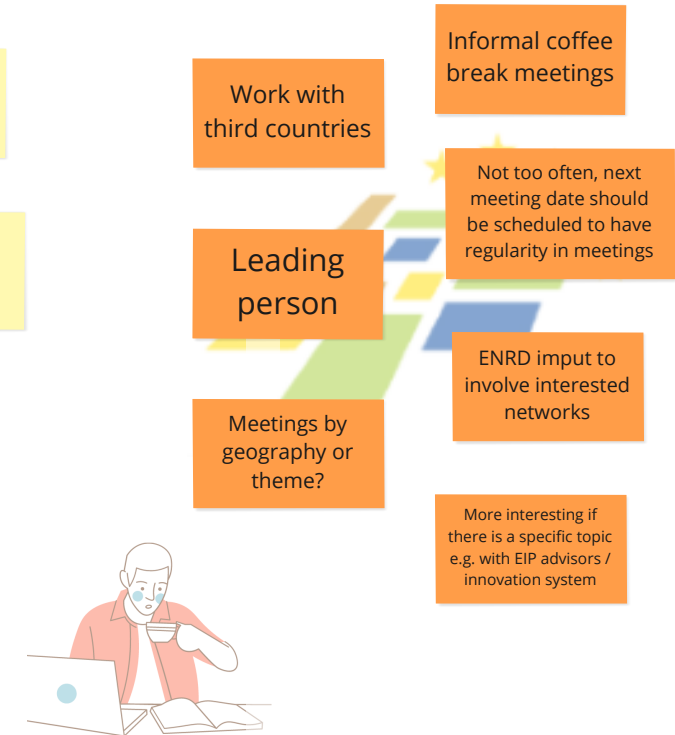 Work with
third countries
Leading
person
Meetings by
geography or
theme?
Informal coffee
break meetings
Not too often, next
meeting date should
be scheduled to have
regularity in meetings
ENRD imput to
involve interested
networks
More interesting if
there is a specific topic
e.g. with EIP advisors /
innovation system